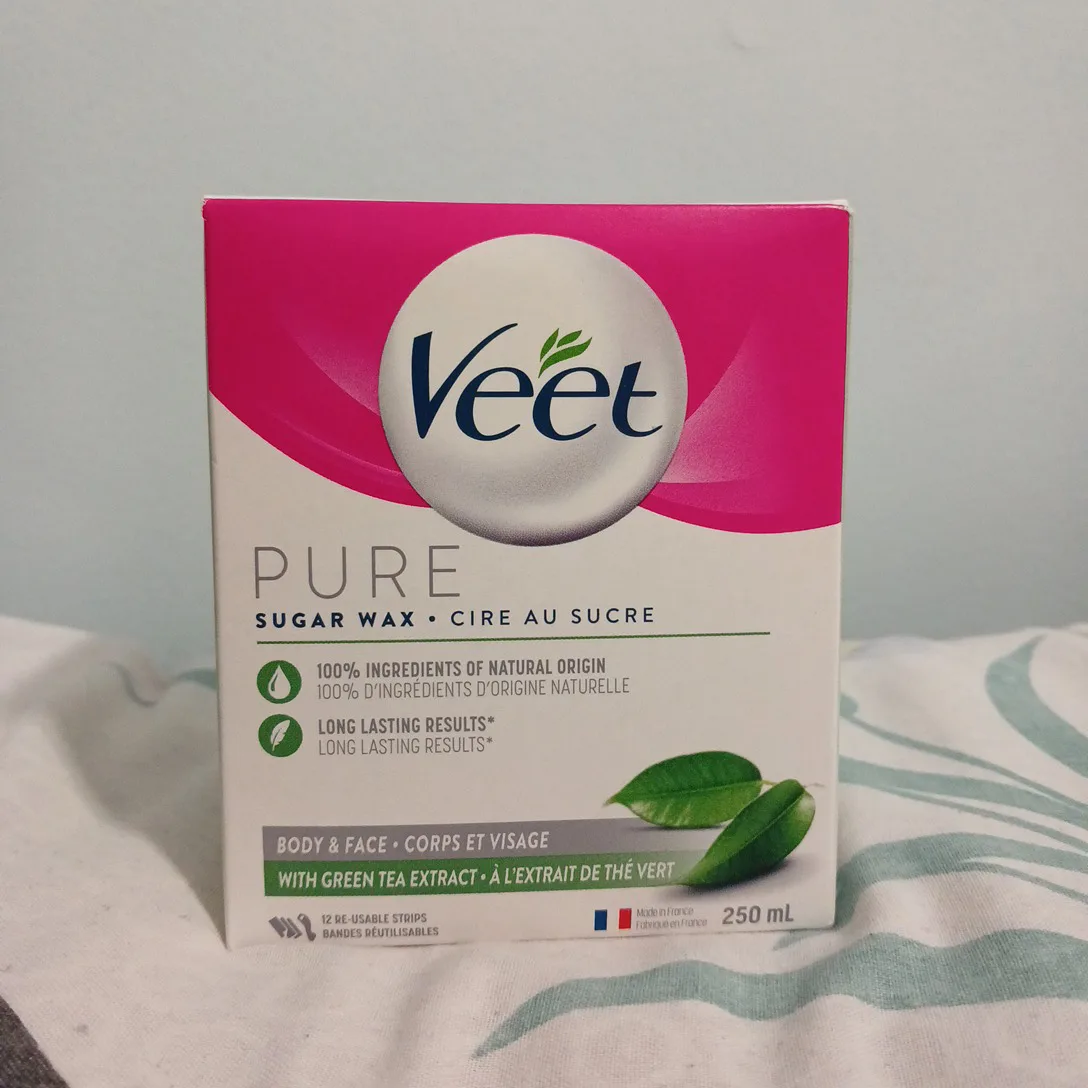 Veet
PURE
SUGAR WAX • CIRE AU SUCRE
100% INGREDIENTS OF NATURAL ORIGIN
100% D'INGRÉDIENTS D'ORIGINE NATURELLE
LONG LASTING RESULTS*
LONG LASTING RESULTS*
BODY & FACE • CORPS ET VISAGE
WITH GREEN TEA EXTRACT • À L'EXTRAIT DE THÉ VERT
12 RE-USABLE STRIPS
BANDES RÉUTILISABLES
Made in France
Fabriqué en France
250 mL